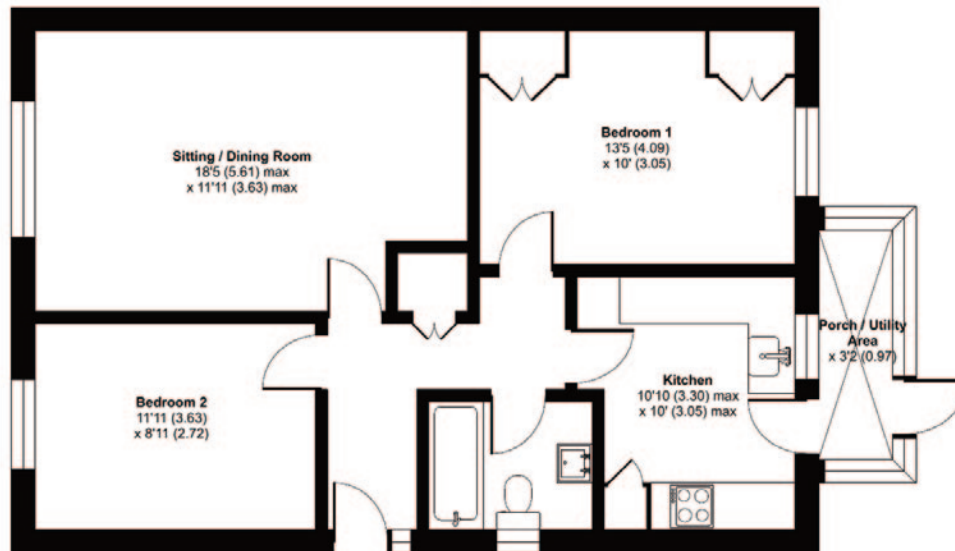 Sitting / Dining Room
18'5 (5.61) max
x 11'11 (3.63) max
Bedroom 1
13'5 (4.09)
x 10' (3.05)
Porch / Utility
Area
x 3'2 (0.97)
Kitchen
10'10 (3.30) max
x 10' (3.05) max
Bedroom 2
11'11 (3.63)
x 8'11 (2.72)